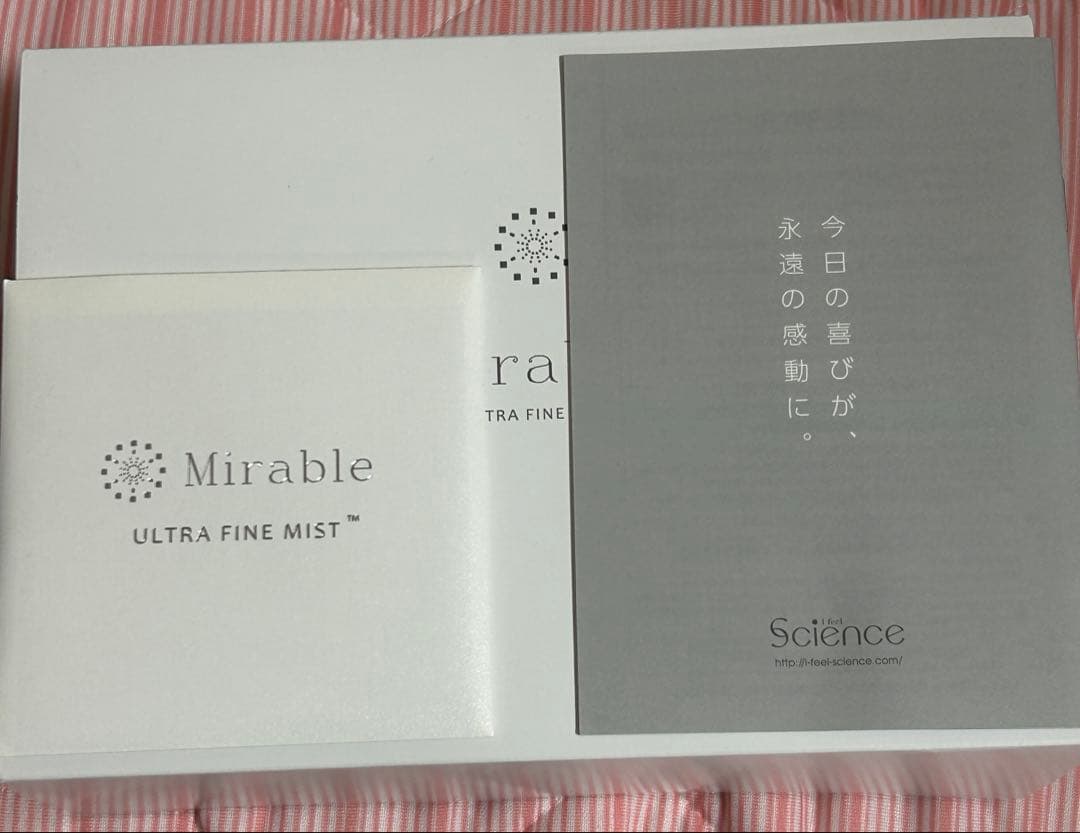 Mirable
ULTRA FINE MIST™
ra
TRA FINE
今日の喜びが、
永遠の感動に。
i feel
Science
http://i-feel-science.com/